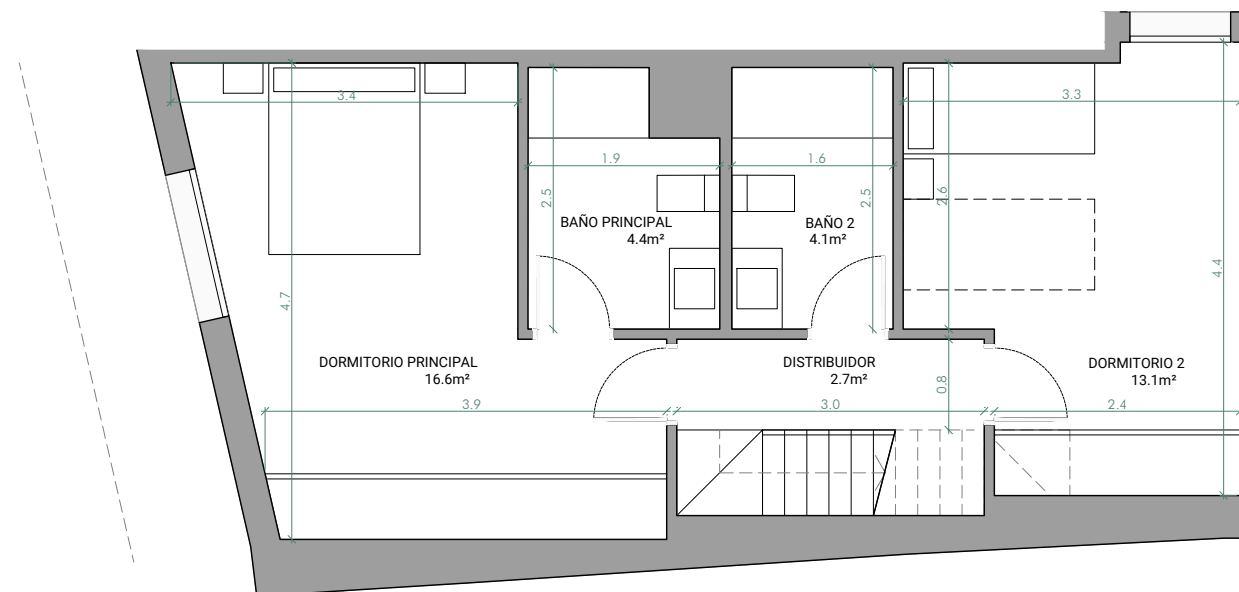 3.4
3.3
1.9
1.6
2.5
2.5
2.6
BAÑO PRINCIPAL
4.4m²
BAÑO 2
4.1m²
4.7
4.4
DORMITORIO PRINCIPAL
16.6m²
DISTRIBUIDOR
2.7m²
DORMITORIO 2
13.1m²
0.8
3.9
3.0
2.4